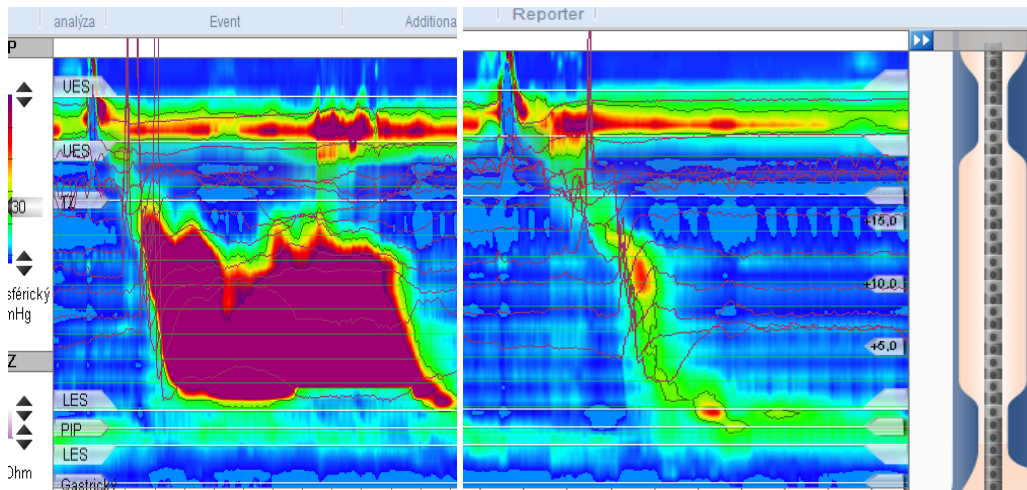 analýza Event Additiona
Reporter
P
UES
UES
TZ
30
sférický
mHg
Z
LES
PIP
LES
Ohm
Gastrický
+15,0
+10,0
+5,0